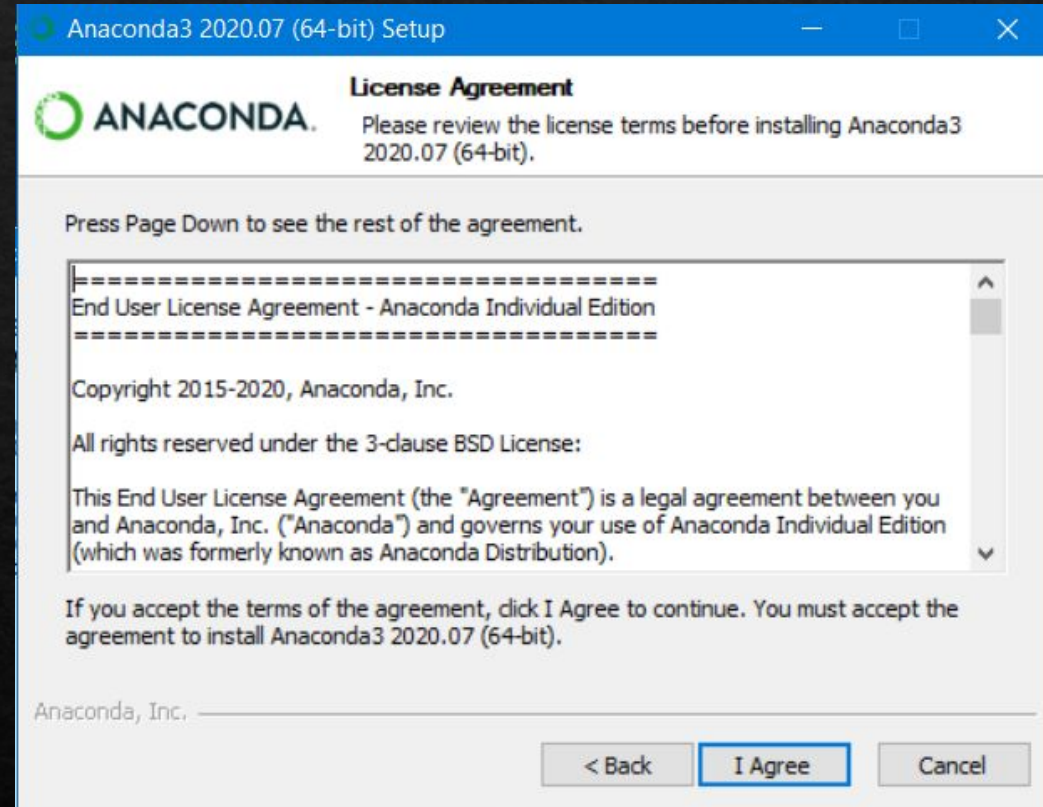 Anaconda3 2020.07 (64-bit) Setup
ANACONDA.
License Agreement
Please review the license terms before installing Anaconda3
2020.07 (64-bit).
Press Page Down to see the rest of the agreement.
===================================
End User License Agreement - Anaconda Individual Edition
===================================
Copyright 2015-2020, Anaconda, Inc.
All rights reserved under the 3-clause BSD License:
This End User License Agreement (the "Agreement") is a legal agreement between you
and Anaconda, Inc. ("Anaconda") and governs your use of Anaconda Individual Edition
(which was formerly known as Anaconda Distribution).
If you accept the terms of the agreement, click I Agree to continue. You must accept the
agreement to install Anaconda3 2020.07 (64-bit).
Anaconda, Inc.
< Back
I Agree
Cancel